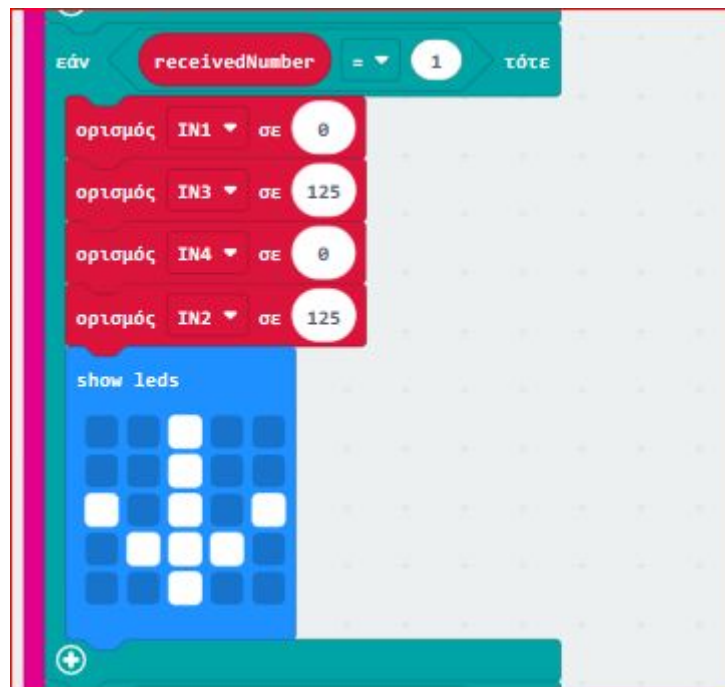 εάν receivedNumber = 1 τότε
ορισμός IN1 σε 0
ορισμός IN3 σε 125
ορισμός IN4 σε 0
ορισμός IN2 σε 125
show leds